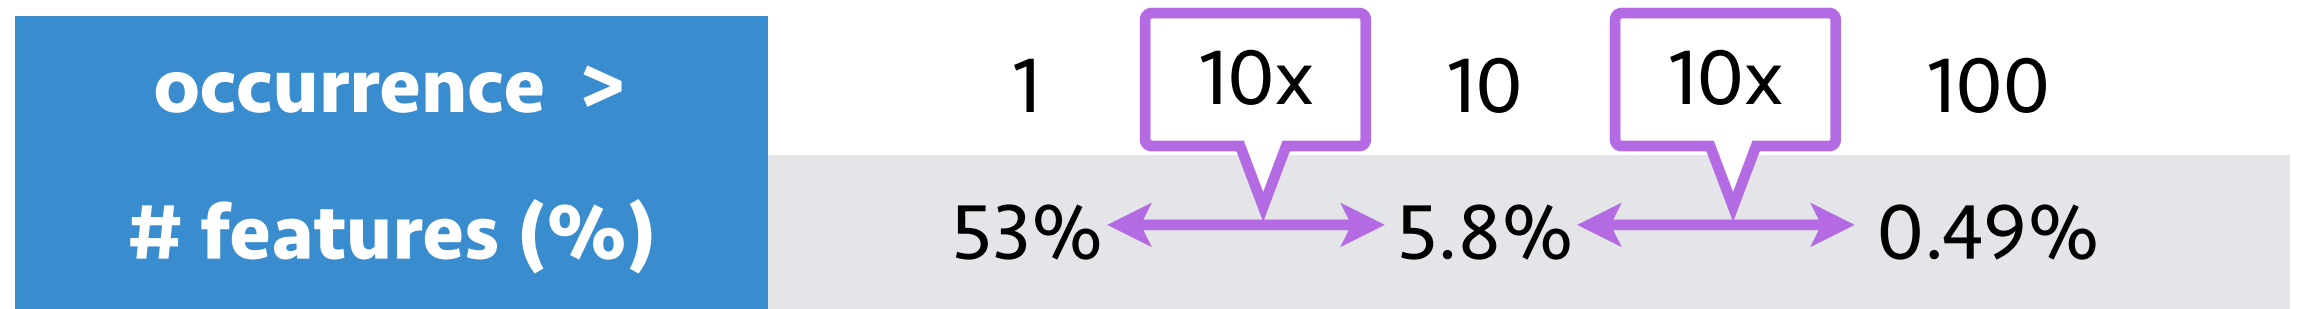 occurrence > 1 10x 10 10x 100
# features (%) 53% 5.8% 0.49%